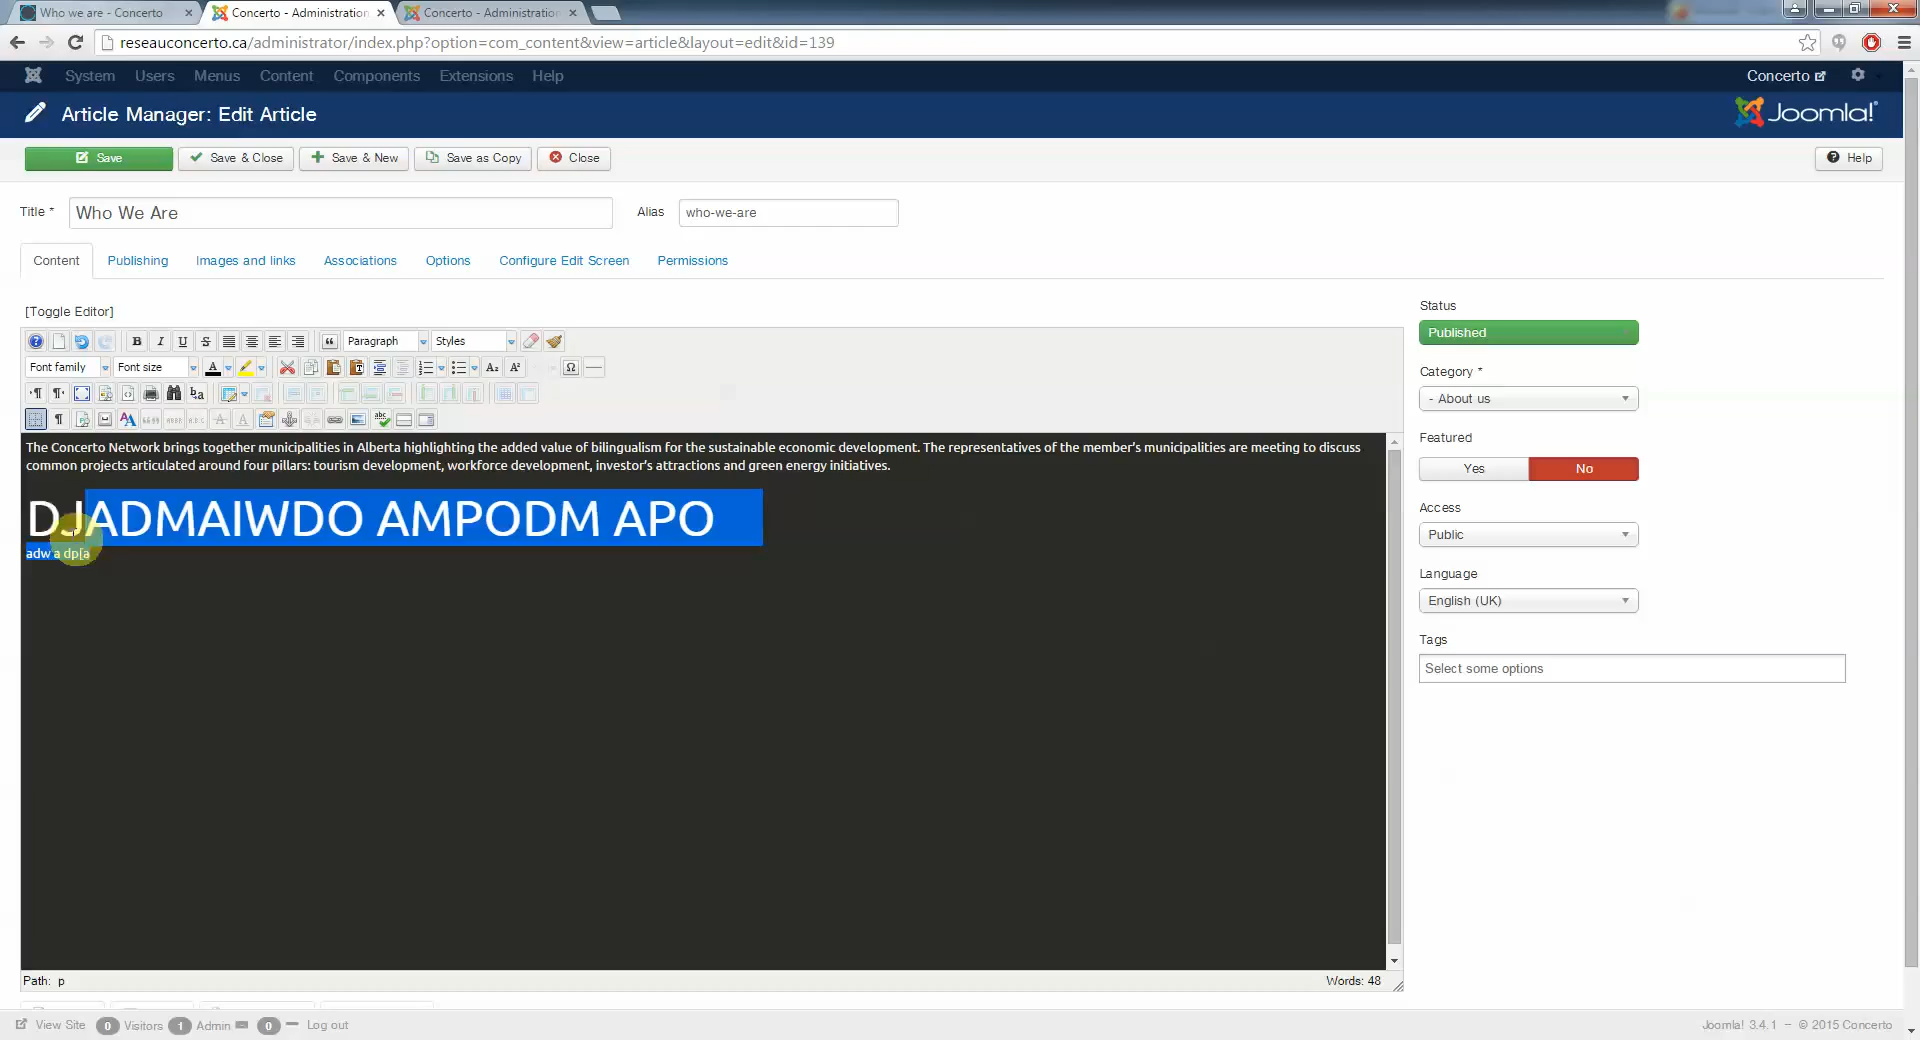 Who we are - Concerto
Concerto - Administration
Concerto - Administration
reseauconcerto.ca/administrator/index.php?option=com_content&view=article&layout=edit&id=139
System Users Menus Content Components Extensions Help
Concerto
Article Manager: Edit Article
Joomla!
Save
Save & Close
Save & New
Save as Copy
Close
Help
Title *
Who We Are
Alias
who-we-are
Content
Publishing
Images and links
Associations
Options
Configure Edit Screen
Permissions
[Toggle Editor]
Paragraph
Styles
Font family
Font size
The Concerto Network brings together municipalities in Alberta highlighting the added value of bilingualism for the sustainable economic development. The representatives of the member's municipalities are meeting to discuss
common projects articulated around four pillars: tourism development, workforce development, investor's attractions and green energy initiatives.
DJADMAIWDO AMPODM APO
adw a dp[a
Path: p
Words: 48
Status
Published
Category *
- About us
Featured
Yes
No
Access
Public
Language
English (UK)
Tags
Select some options
View Site 0 Visitors 1 Admin 0 Log out
Joomla! 3.4.1 – © 2015 Concerto